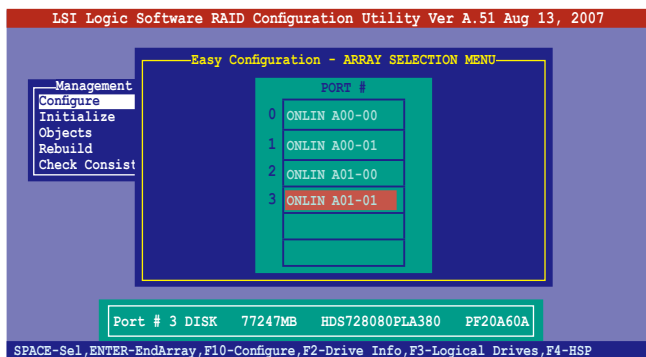 LSI Logic Software RAID Configuration Utility Ver A.51 Aug 13, 2007
Easy Configuration - ARRAY SELECTION MENU
Management
Configure
Initialize
Objects
Rebuild
Check Consist
PORT #
0 ONLIN A00-00
1 ONLIN A00-01
2 ONLIN A01-00
3 ONLIN A01-01
Port # 3 DISK 77247MB HDS728080PLA380 PF20A60A
SPACE-Sel,ENTER-EndArray,F10-Configure,F2-Drive Info,F3-Logical Drives,F4-HSP